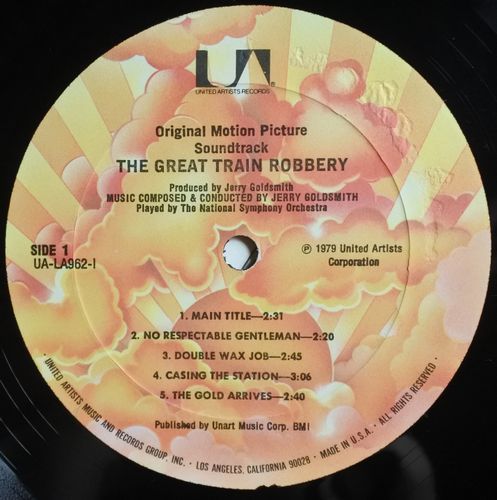 UA
UNITED ARTISTS RECORDS ®
Original Motion Picture
Soundtrack
THE GREAT TRAIN ROBBERY
Produced by Jerry Goldsmith
MUSIC COMPOSED & CONDUCTED BY JERRY GOLDSMITH
Played by The National Symphony Orchestra
SIDE 1
UA-LA962-I
℗ 1979 United Artists
Corporation
1. MAIN TITLE—2:31
2. NO RESPECTABLE GENTLEMAN—2:20
3. DOUBLE WAX JOB—2:45
4. CASING THE STATION—3:06
5. THE GOLD ARRIVES—2:40
Published by Unart Music Corp. BMI
· UNITED ARTISTS MUSIC AND RECORDS GROUP, INC. · LOS ANGELES, CALIFORNIA 90028 · MADE IN U.S.A. · ALL RIGHTS RESERVED ·